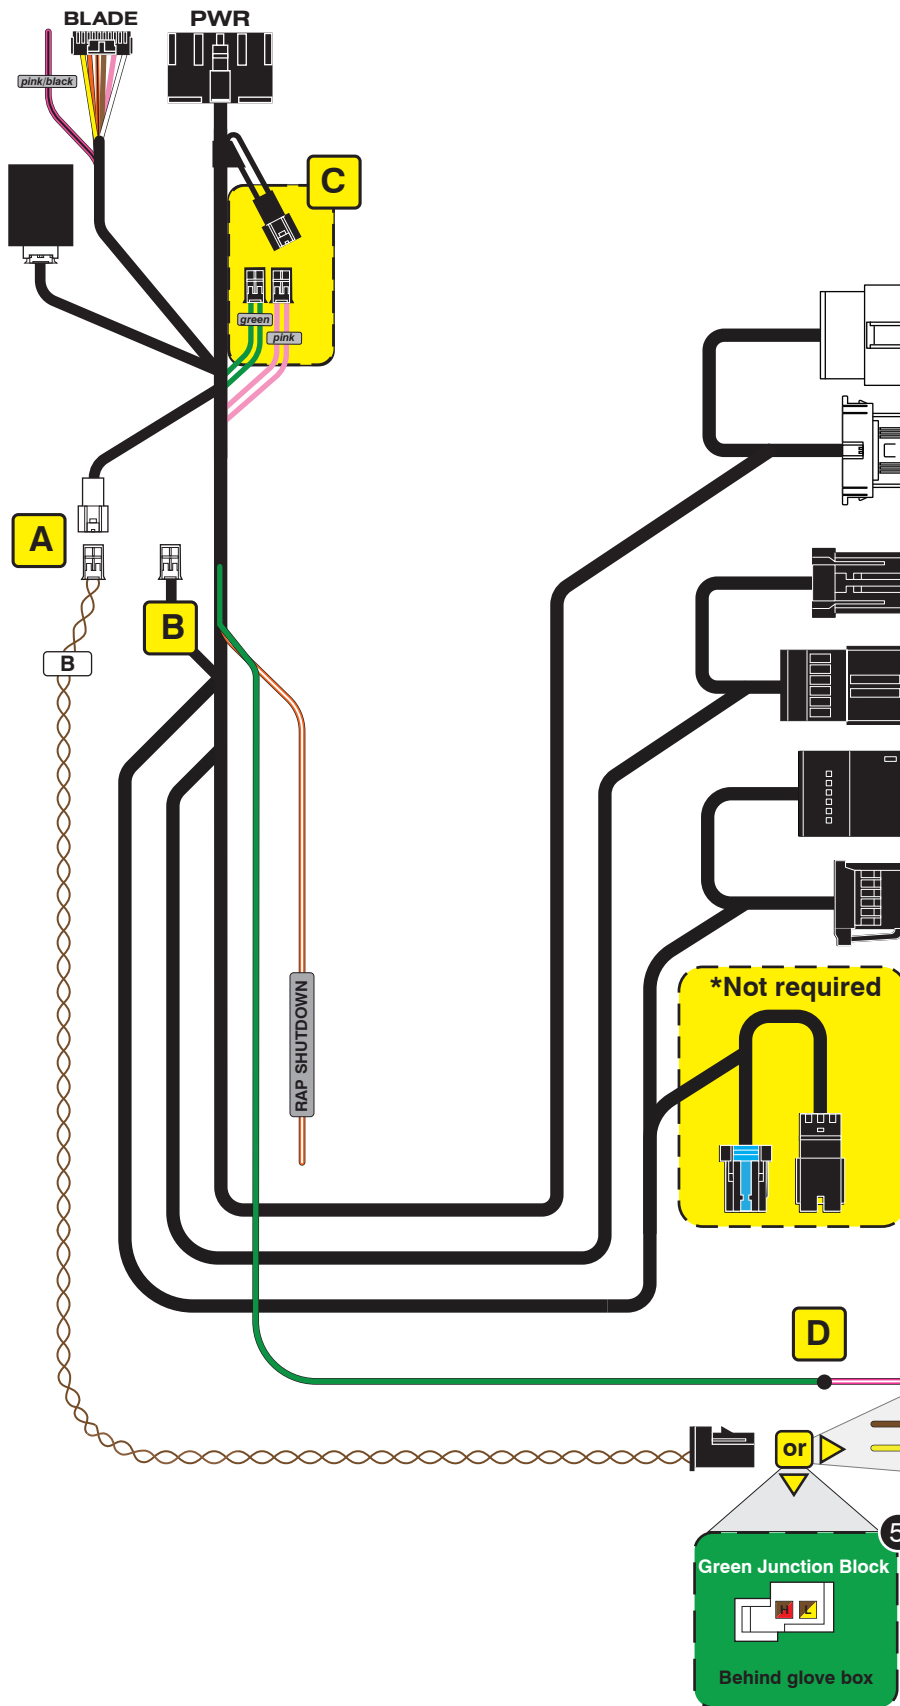 BLADE
PWR
pink/black
C
green
pink
A
B
B
RAP SHUTDOWN
*Not required
D
or
5
Green Junction Block
H L
Behind glove box